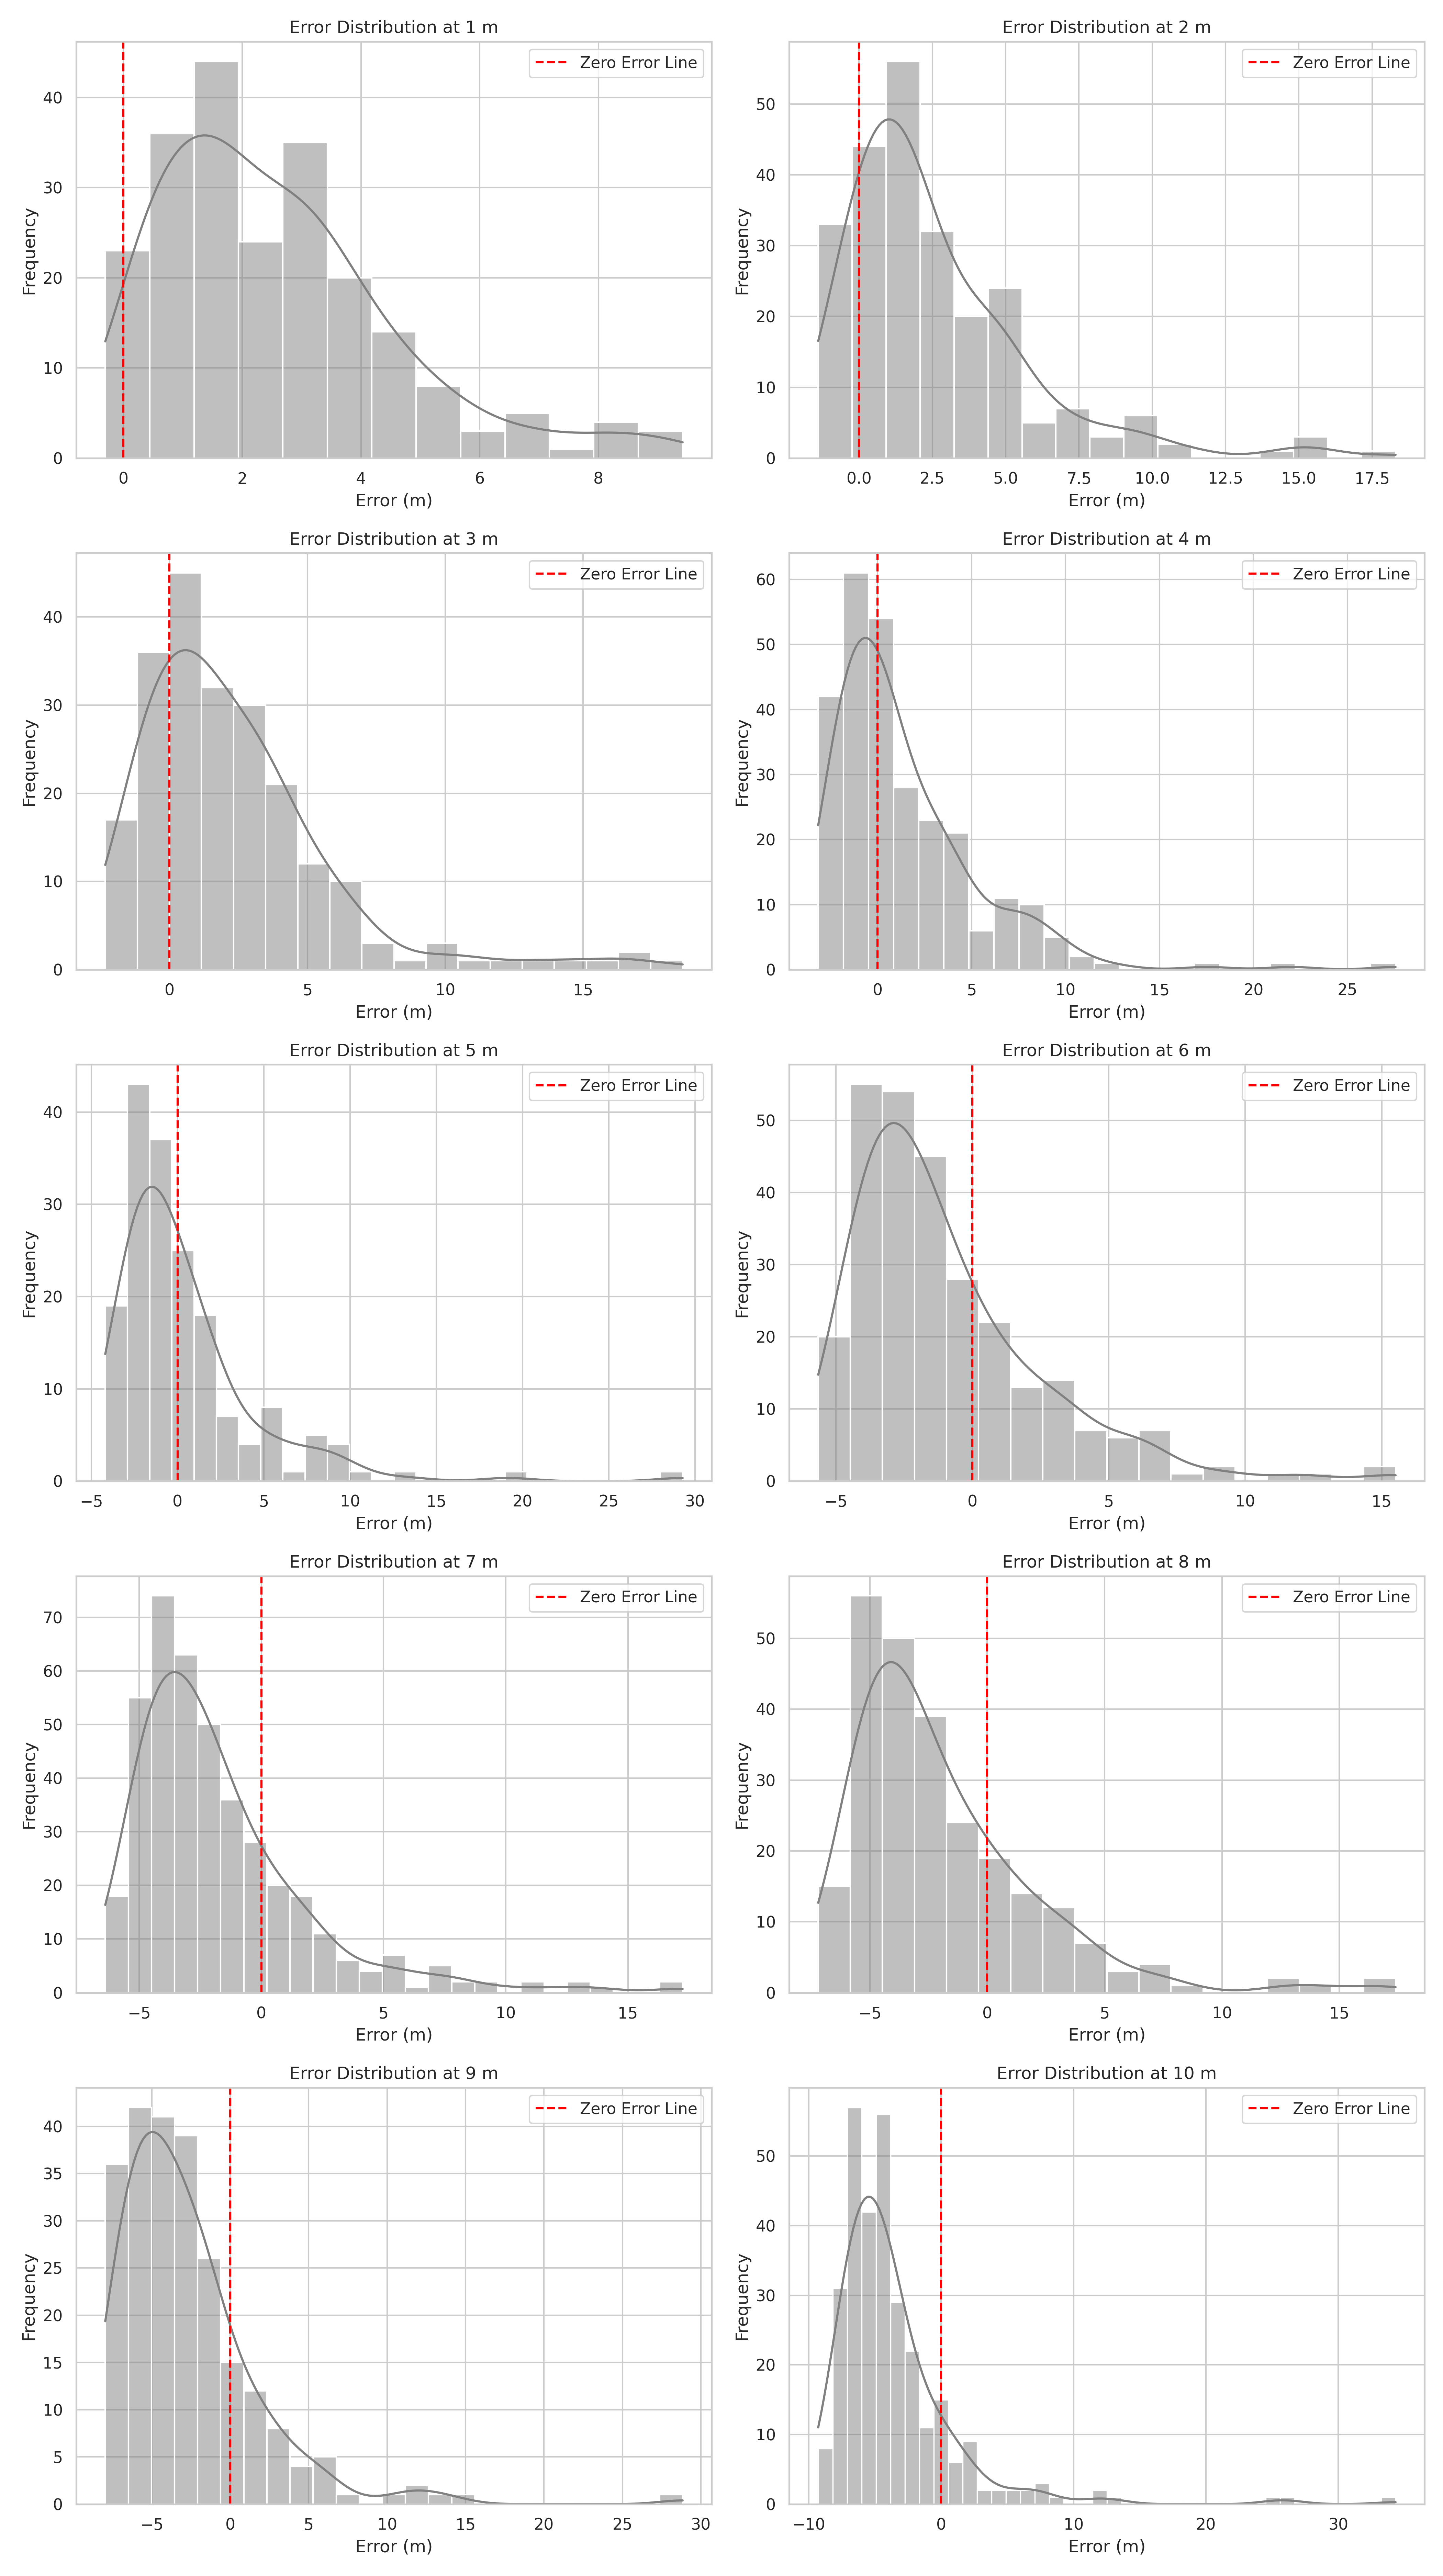 Error Distribution at 1 m
Zero Error Line
40
30
20
10
0
Frequency
0 2 4 6 8
Error (m)
Error Distribution at 2 m
Zero Error Line
50
40
30
20
10
0
Frequency
0.0 2.5 5.0 7.5 10.0 12.5 15.0 17.5
Error (m)
Error Distribution at 3 m
Zero Error Line
40
30
20
10
0
Frequency
0 5 10 15
Error (m)
Error Distribution at 4 m
Zero Error Line
60
50
40
30
20
10
0
Frequency
0 5 10 15 20 25
Error (m)
Error Distribution at 5 m
Zero Error Line
40
30
20
10
0
Frequency
−5 0 5 10 15 20 25 30
Error (m)
Error Distribution at 6 m
Zero Error Line
50
40
30
20
10
0
Frequency
−5 0 5 10 15
Error (m)
Error Distribution at 7 m
Zero Error Line
70
60
50
40
30
20
10
0
Frequency
−5 0 5 10 15
Error (m)
Error Distribution at 8 m
Zero Error Line
50
40
30
20
10
0
Frequency
−5 0 5 10 15
Error (m)
Error Distribution at 9 m
Zero Error Line
40
35
30
25
20
15
10
5
0
Frequency
−5 0 5 10 15 20 25 30
Error (m)
Error Distribution at 10 m
Zero Error Line
50
40
30
20
10
0
Frequency
−10 0 10 20 30
Error (m)